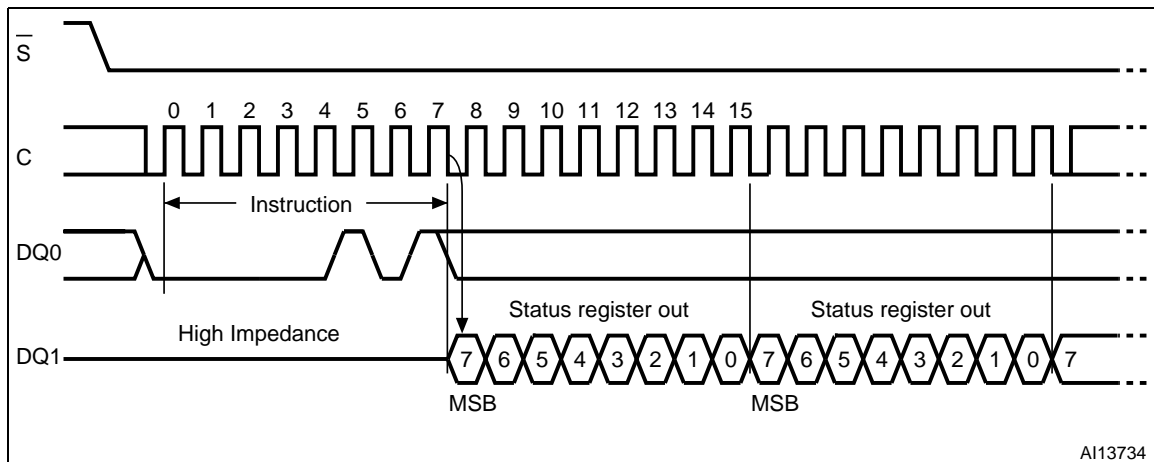 S
0 1 2 3 4 5 6 7 8 9 10 11 12 13 14 15
C
Instruction
DQ0
Status register out Status register out
High Impedance
DQ1 7 6 5 4 3 2 1 0 7 6 5 4 3 2 1 0 7
MSB MSB
AI13734